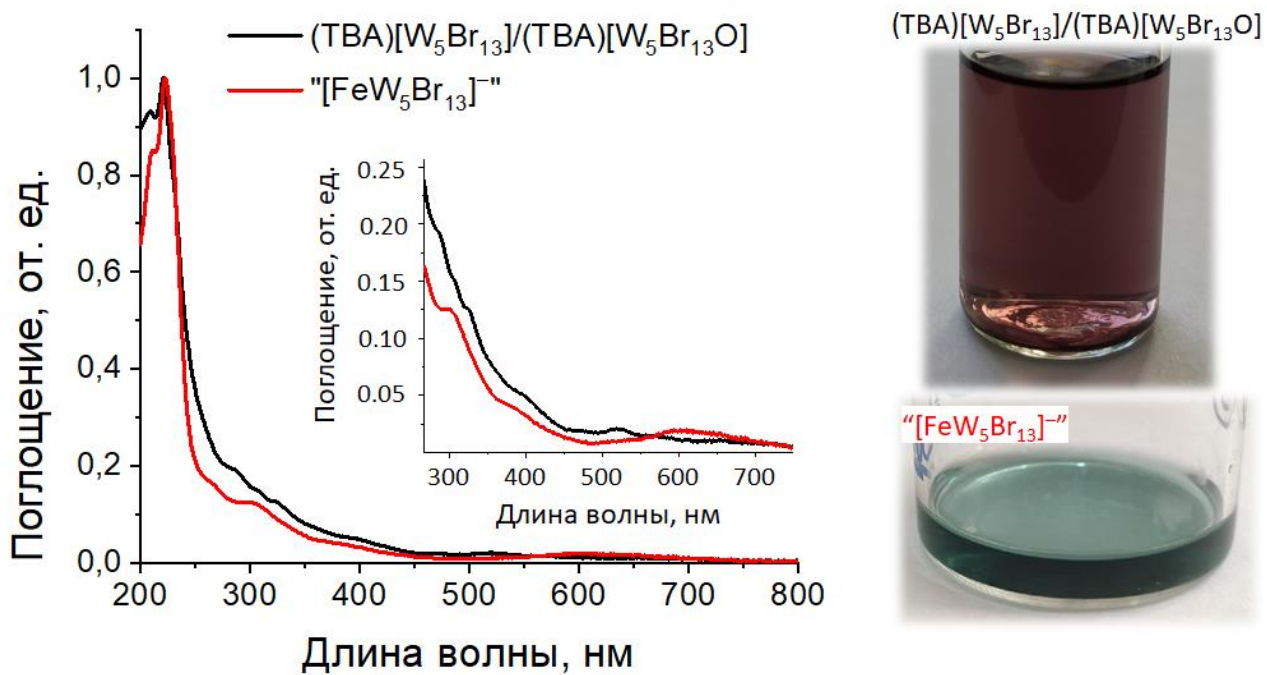 (TBA)[W₅Br₁₃]/(TBA)[W₅Br₁₃O]
"[FeW₅Br₁₃]⁻"
Поглощение, от. ед.
1,0
0,8
0,6
0,4
0,2
0,0
200 300 400 500 600 700 800
Длина волны, нм
Поглощение, от. ед.
0.25
0.20
0.15
0.10
0.05
300 400 500 600 700
Длина волны, нм
(TBA)[W₅Br₁₃]/(TBA)[W₅Br₁₃O]
“[FeW₅Br₁₃]⁻”